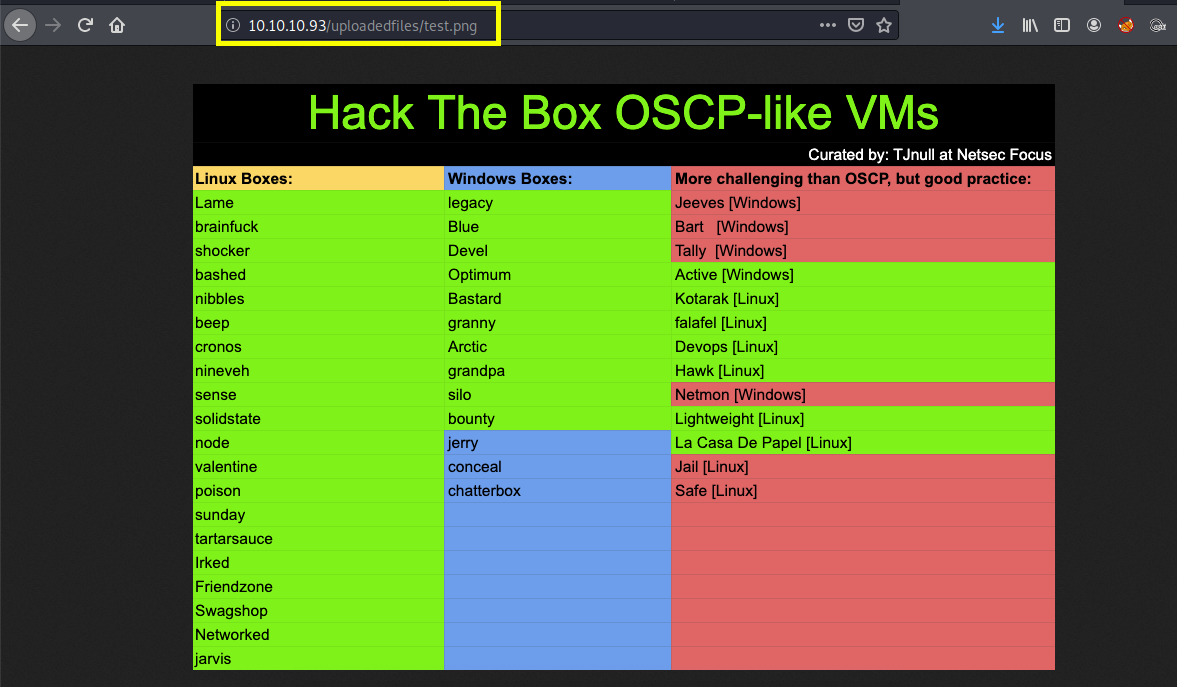 10.10.10.93/uploadedfiles/test.png
Hack The Box OSCP-like VMs
Curated by: TJnull at Netsec Focus
Linux Boxes: Windows Boxes: More challenging than OSCP, but good practice:
Lame legacy Jeeves [Windows]
brainfuck Blue Bart [Windows]
shocker Devel Tally [Windows]
bashed Optimum Active [Windows]
nibbles Bastard Kotarak [Linux]
beep granny falafel [Linux]
cronos Arctic Devops [Linux]
nineveh grandpa Hawk [Linux]
sense silo Netmon [Windows]
solidstate bounty Lightweight [Linux]
node jerry La Casa De Papel [Linux]
valentine conceal Jail [Linux]
poison chatterbox Safe [Linux]
sunday
tartarsauce
Irked
Friendzone
Swagshop
Networked
jarvis